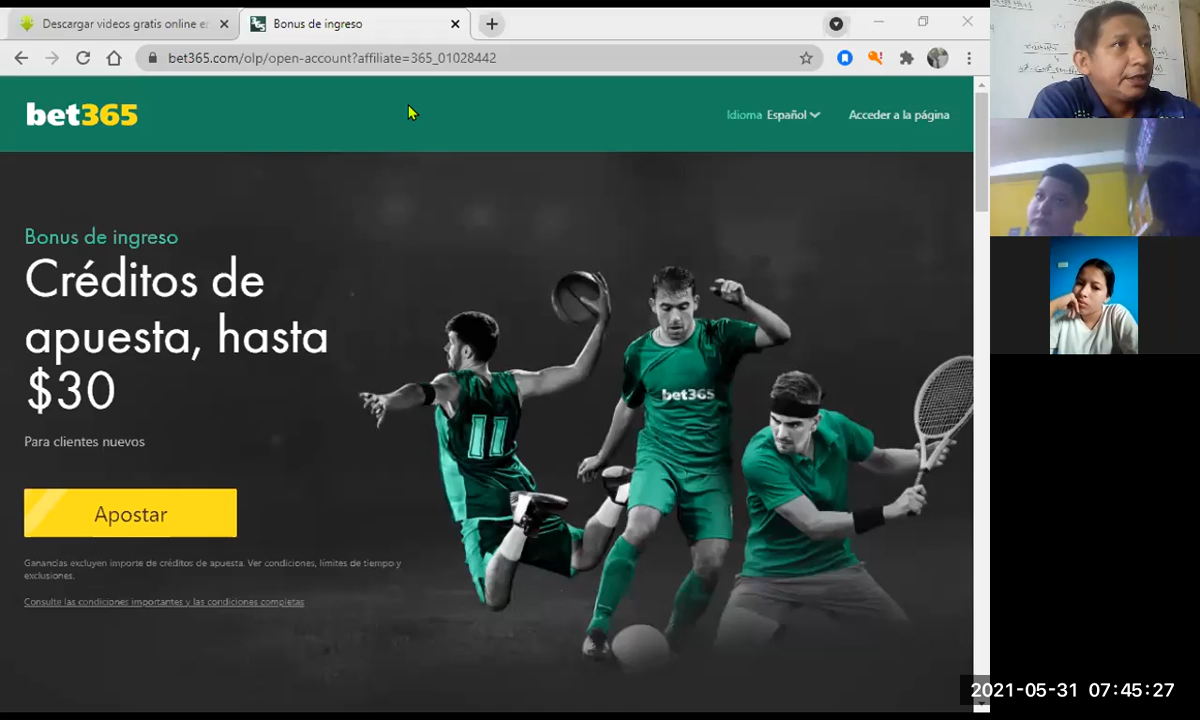 Descargar videos gratis online e
Bonus de ingreso
bet365.com/olp/open-account?affiliate=365_01028442
bet365
Idioma Español
Acceder a la página
Bonus de ingreso
Créditos de
apuesta, hasta
$30
Para clientes nuevos
Apostar
Ganancias excluyen importe de créditos de apuesta. Ver condiciones, límites de tiempo y
exclusiones.
Consulte las condiciones importantes y las condiciones completas
11
bet365
2021-05-31 07:45:27